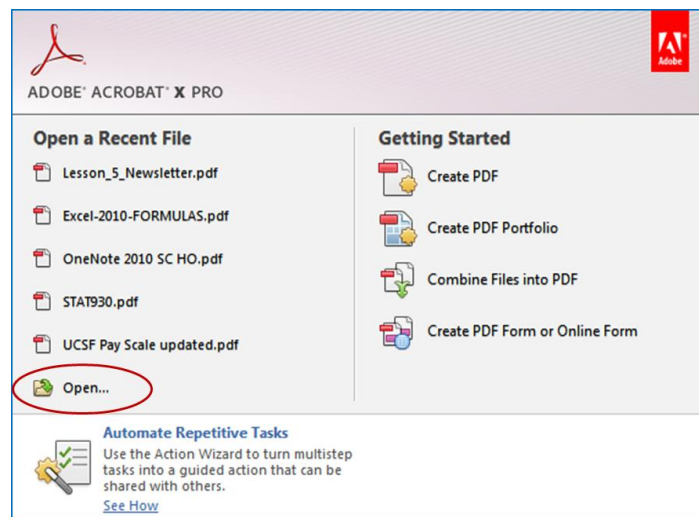 Adobe
ADOBE® ACROBAT® X PRO
Open a Recent File
Lesson_5_Newsletter.pdf
Excel-2010-FORMULAS.pdf
OneNote 2010 SC HO.pdf
STAT930.pdf
UCSF Pay Scale updated.pdf
Open...
Getting Started
Create PDF
Create PDF Portfolio
Combine Files into PDF
Create PDF Form or Online Form
Automate Repetitive Tasks
Use the Action Wizard to turn multistep
tasks into a guided action that can be
shared with others.
See How